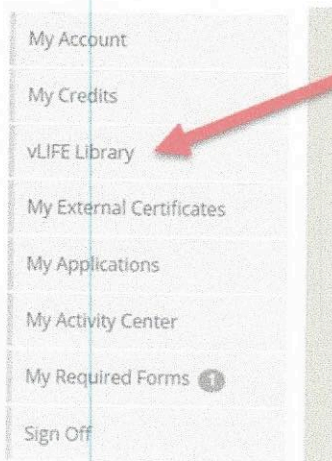 My Account
My Credits
vLIFE Library
My External Certificates
My Applications
My Activity Center
My Required Forms 1
Sign Off